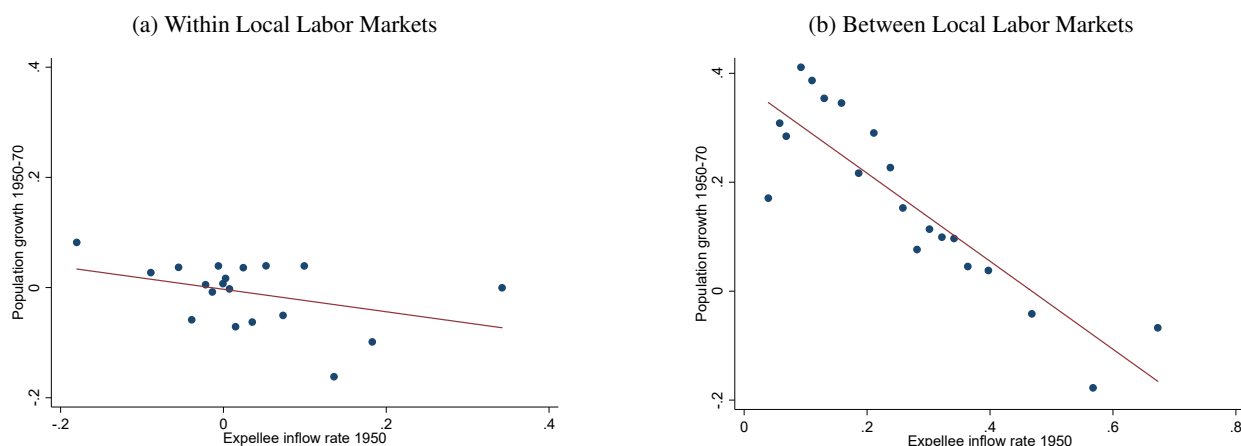 (a) Within Local Labor Markets
Population growth 1950-70
.4
.2
0
-.2
-.2
0
.2
.4
Expellee inflow rate 1950
(b) Between Local Labor Markets
Population growth 1950-70
.4
.2
0
-.2
0
.2
.4
.6
.8
Expellee inflow rate 1950